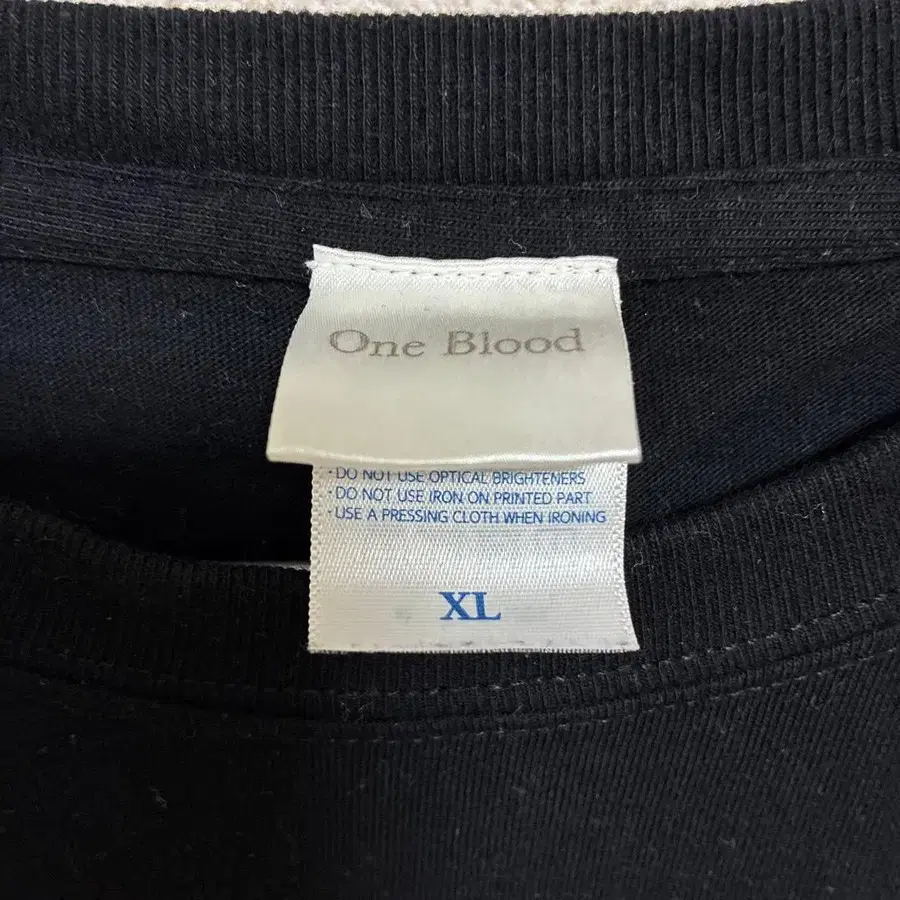 One Blood
· DO NOT USE OPTICAL BRIGHTENERS
· DO NOT USE IRON ON PRINTED PART
· USE A PRESSING CLOTH WHEN IRONING
XL